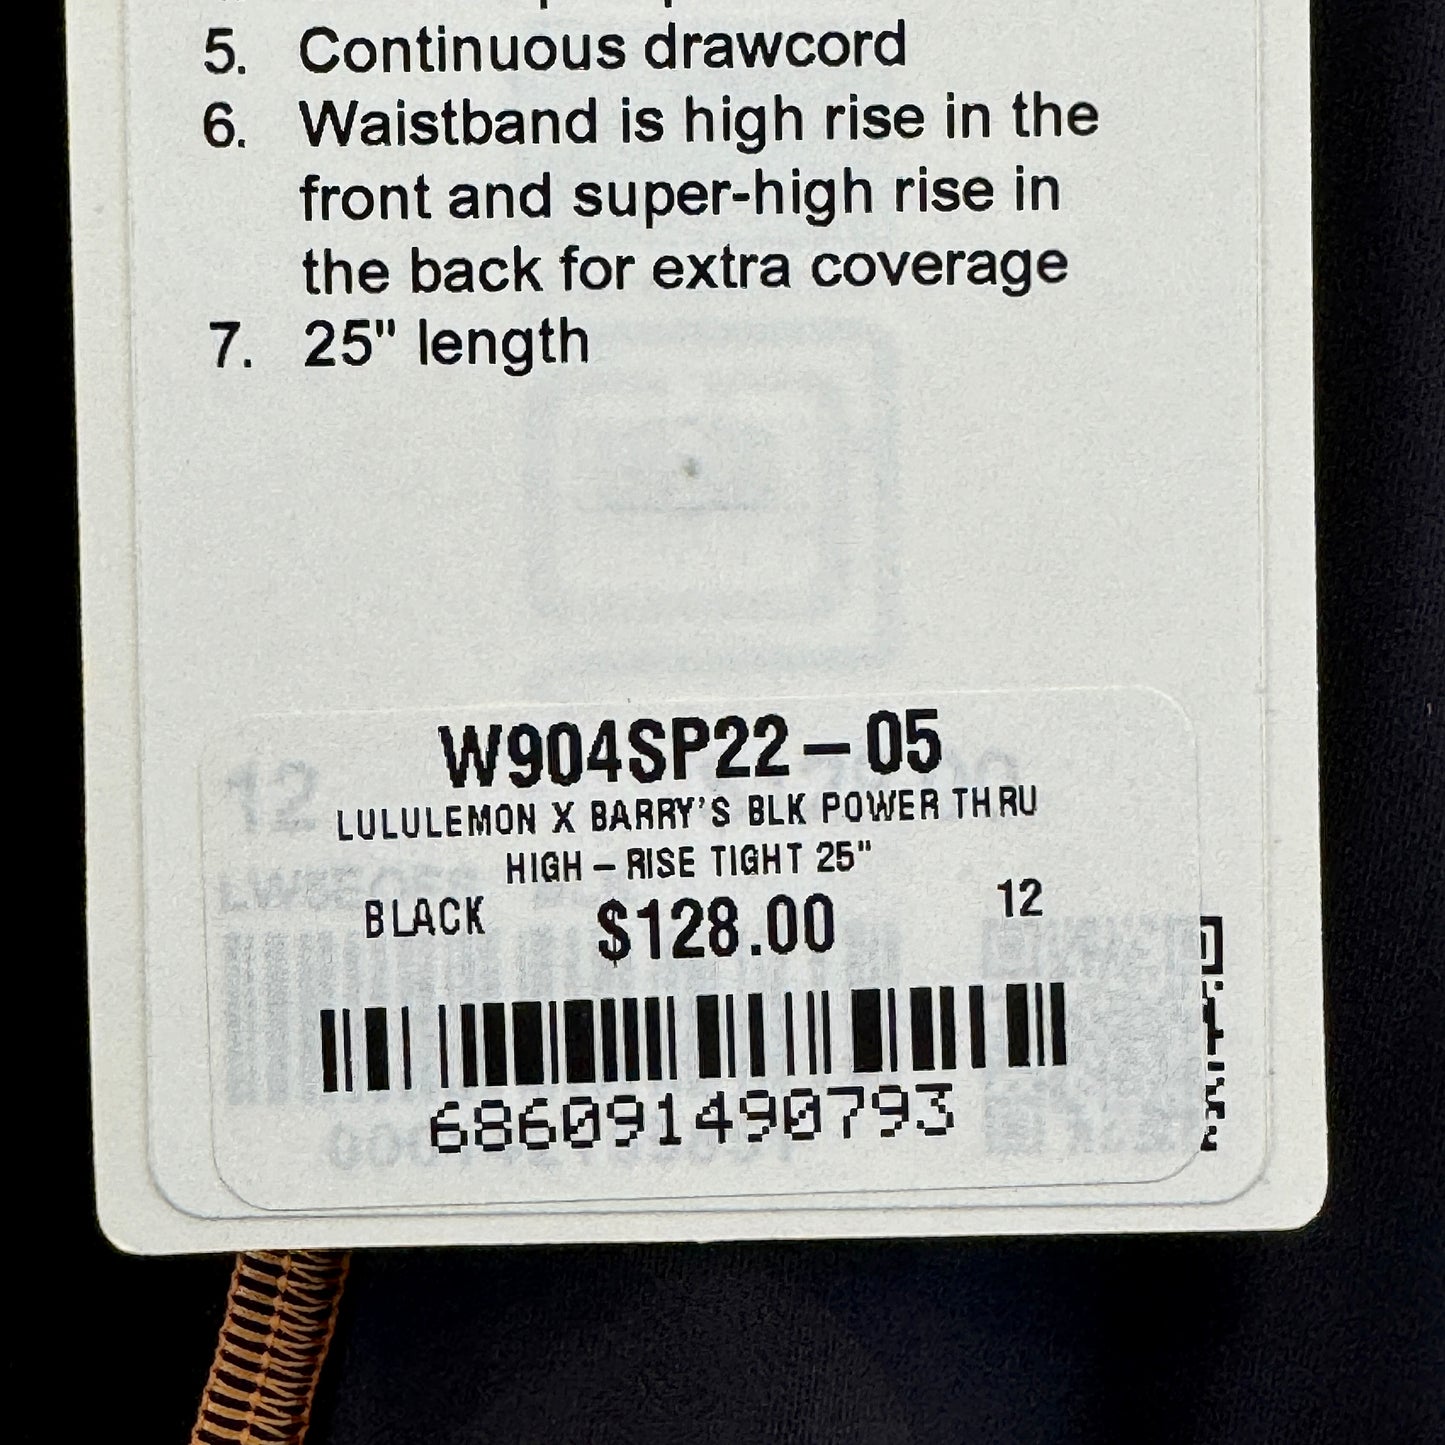 5. Continuous drawcord
6. Waistband is high rise in the
front and super-high rise in
the back for extra coverage
7. 25" length
W904SP22-05
LULULEMON X BARRY'S BLK POWER THRU
HIGH-RISE TIGHT 25"
BLACK $128.00 12
686091490793